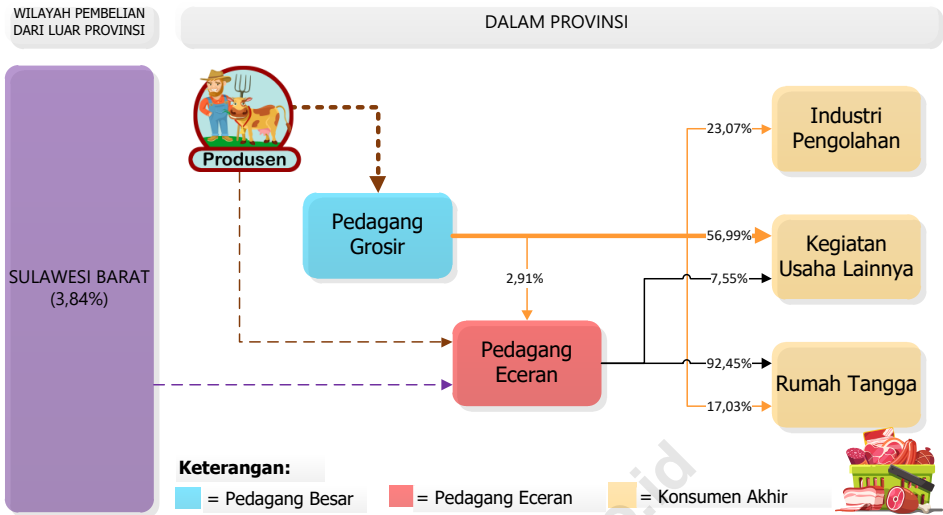 WILAYAH PEMBELIAN
DARI LUAR PROVINSI
DALAM PROVINSI
SULAWESI BARAT
(3,84%)
Produsen
Pedagang
Grosir
2,91%
Pedagang
Eceran
23,07%
56,99%
7,55%
92,45%
17,03%
Industri
Pengolahan
Kegiatan
Usaha Lainnya
Rumah Tangga
Keterangan:
= Pedagang Besar
= Pedagang Eceran
= Konsumen Akhir
.id